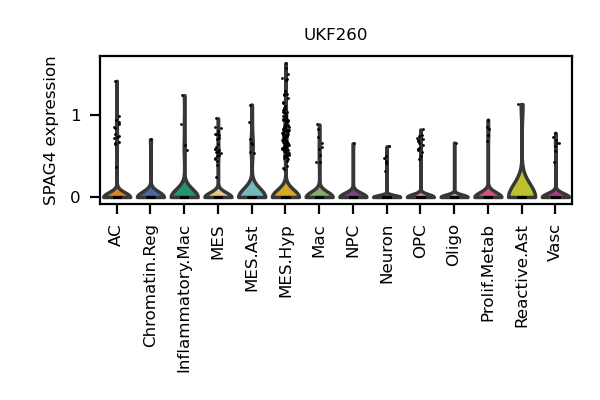 UKF260
SPAG4 expression
1
0
AC
Chromatin.Reg
Inflammatory.Mac
MES
MES.Ast
MES.Hyp
Mac
NPC
Neuron
OPC
Oligo
Prolif.Metab
Reactive.Ast
Vasc